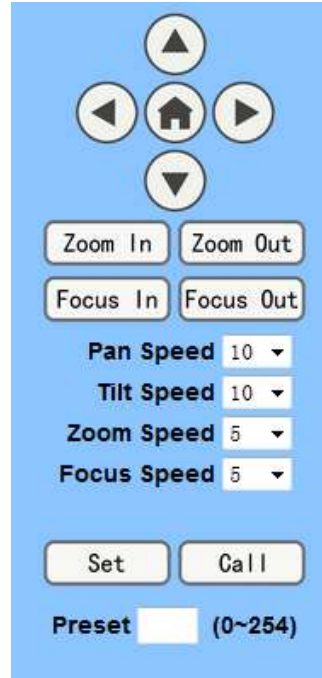 Zoom In Zoom Out
Focus In Focus Out
Pan Speed 10
Tilt Speed 10
Zoom Speed 5
Focus Speed 5
Set Call
Preset (0~254)